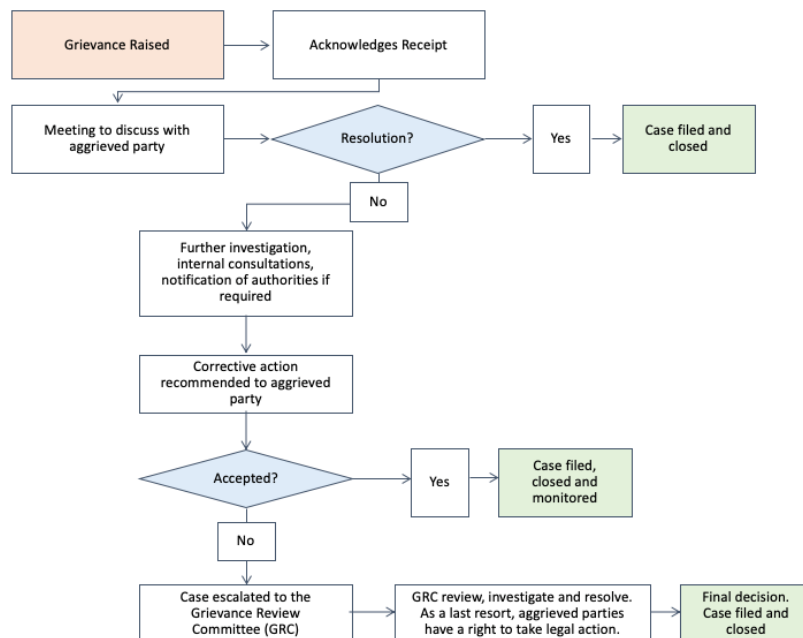 Grievance Raised
Acknowledges Receipt
Meeting to discuss with
aggrieved party
Resolution?
Yes
Case filed and
closed
No
Further investigation,
internal consultations,
notification of authorities if
required
Corrective action
recommended to aggrieved
party
Accepted?
Yes
Case filed,
closed and
monitored
No
Case escalated to the
Grievance Review
Committee (GRC)
GRC review, investigate and resolve.
As a last resort, aggrieved parties
have a right to take legal action.
Final decision.
Case filed and
closed